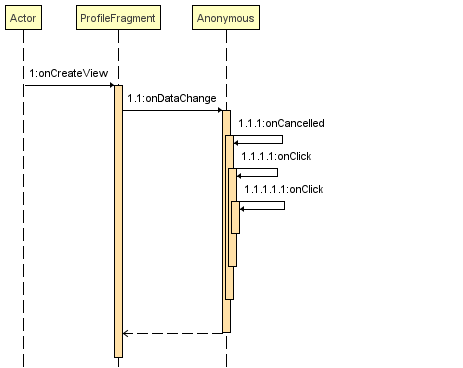 Actor
ProfileFragment
Anonymous
1:onCreateView
1.1:onDataChange
1.1.1:onCancelled
1.1.1.1:onClick
1.1.1.1.1:onClick